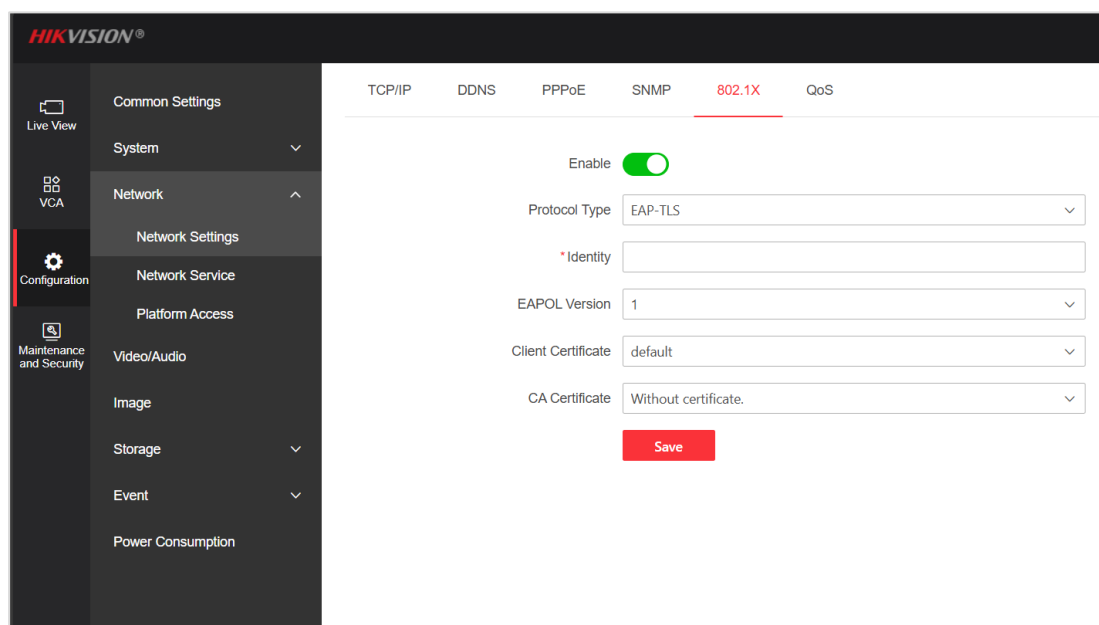 HIKVISION®
Live View
VCA
Configuration
Maintenance
and Security
Common Settings
System
Network
Network Settings
Network Service
Platform Access
Video/Audio
Image
Storage
Event
Power Consumption
TCP/IP DDNS PPPoE SNMP 802.1X QoS
Enable
Protocol Type EAP-TLS
*Identity
EAPOL Version 1
Client Certificate default
CA Certificate Without certificate.
Save